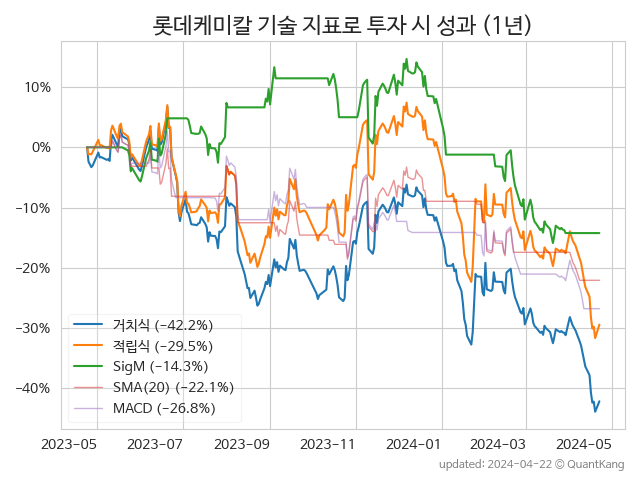 롯데케미칼 기술 지표로 투자 시 성과 (1년)
10%
0%
−10%
−20%
−30%
−40%
거치식 (−42.2%)
적립식 (−29.5%)
SigM (−14.3%)
SMA(20) (−22.1%)
MACD (−26.8%)
2023-05 2023-07 2023-09 2023-11 2024-01 2024-03 2024-05
updated: 2024-04-22 © QuantKang